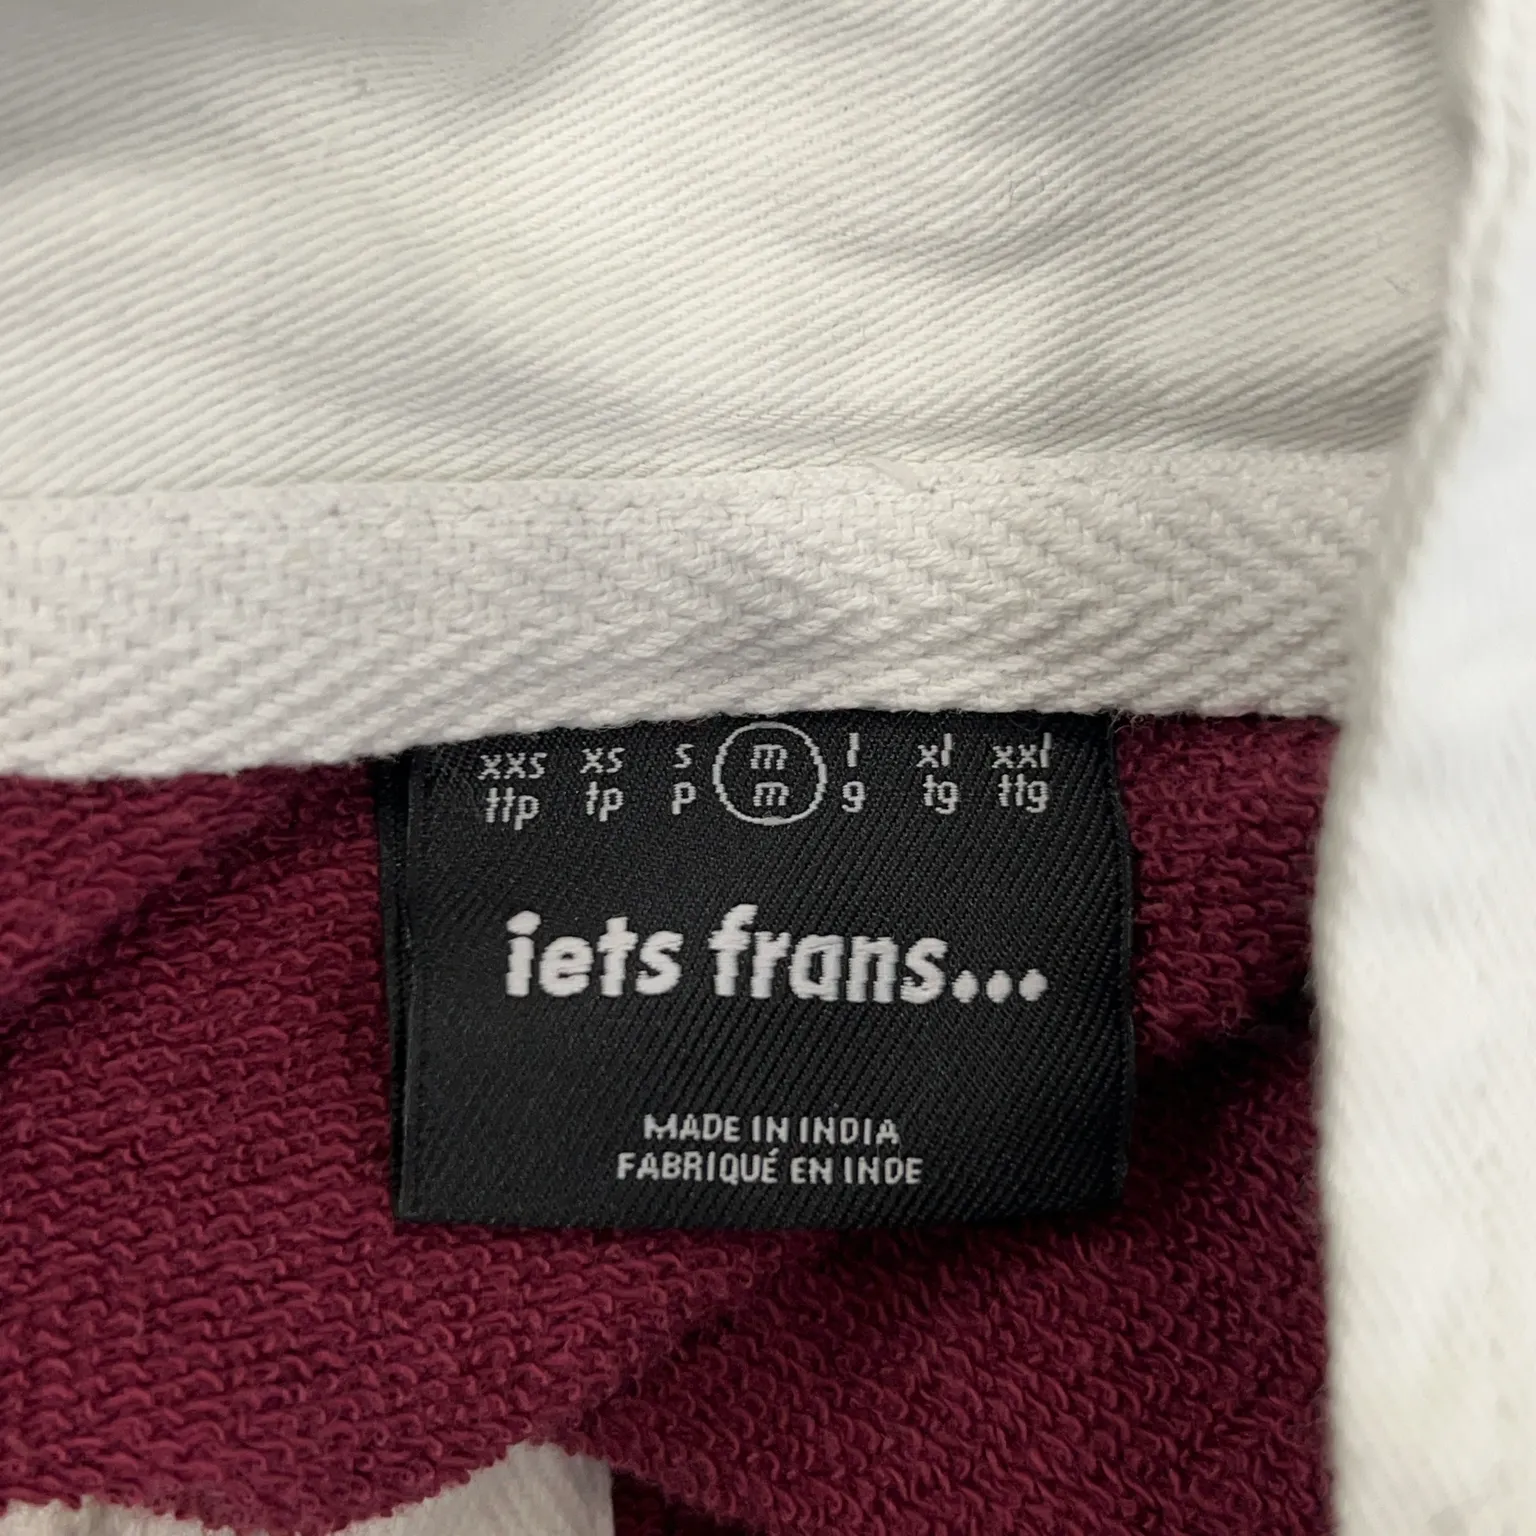 xxs xs s m l xl xxl
ttp tp p m g tg ttg
iets frans...
MADE IN INDIA
FABRIQUÉ EN INDE